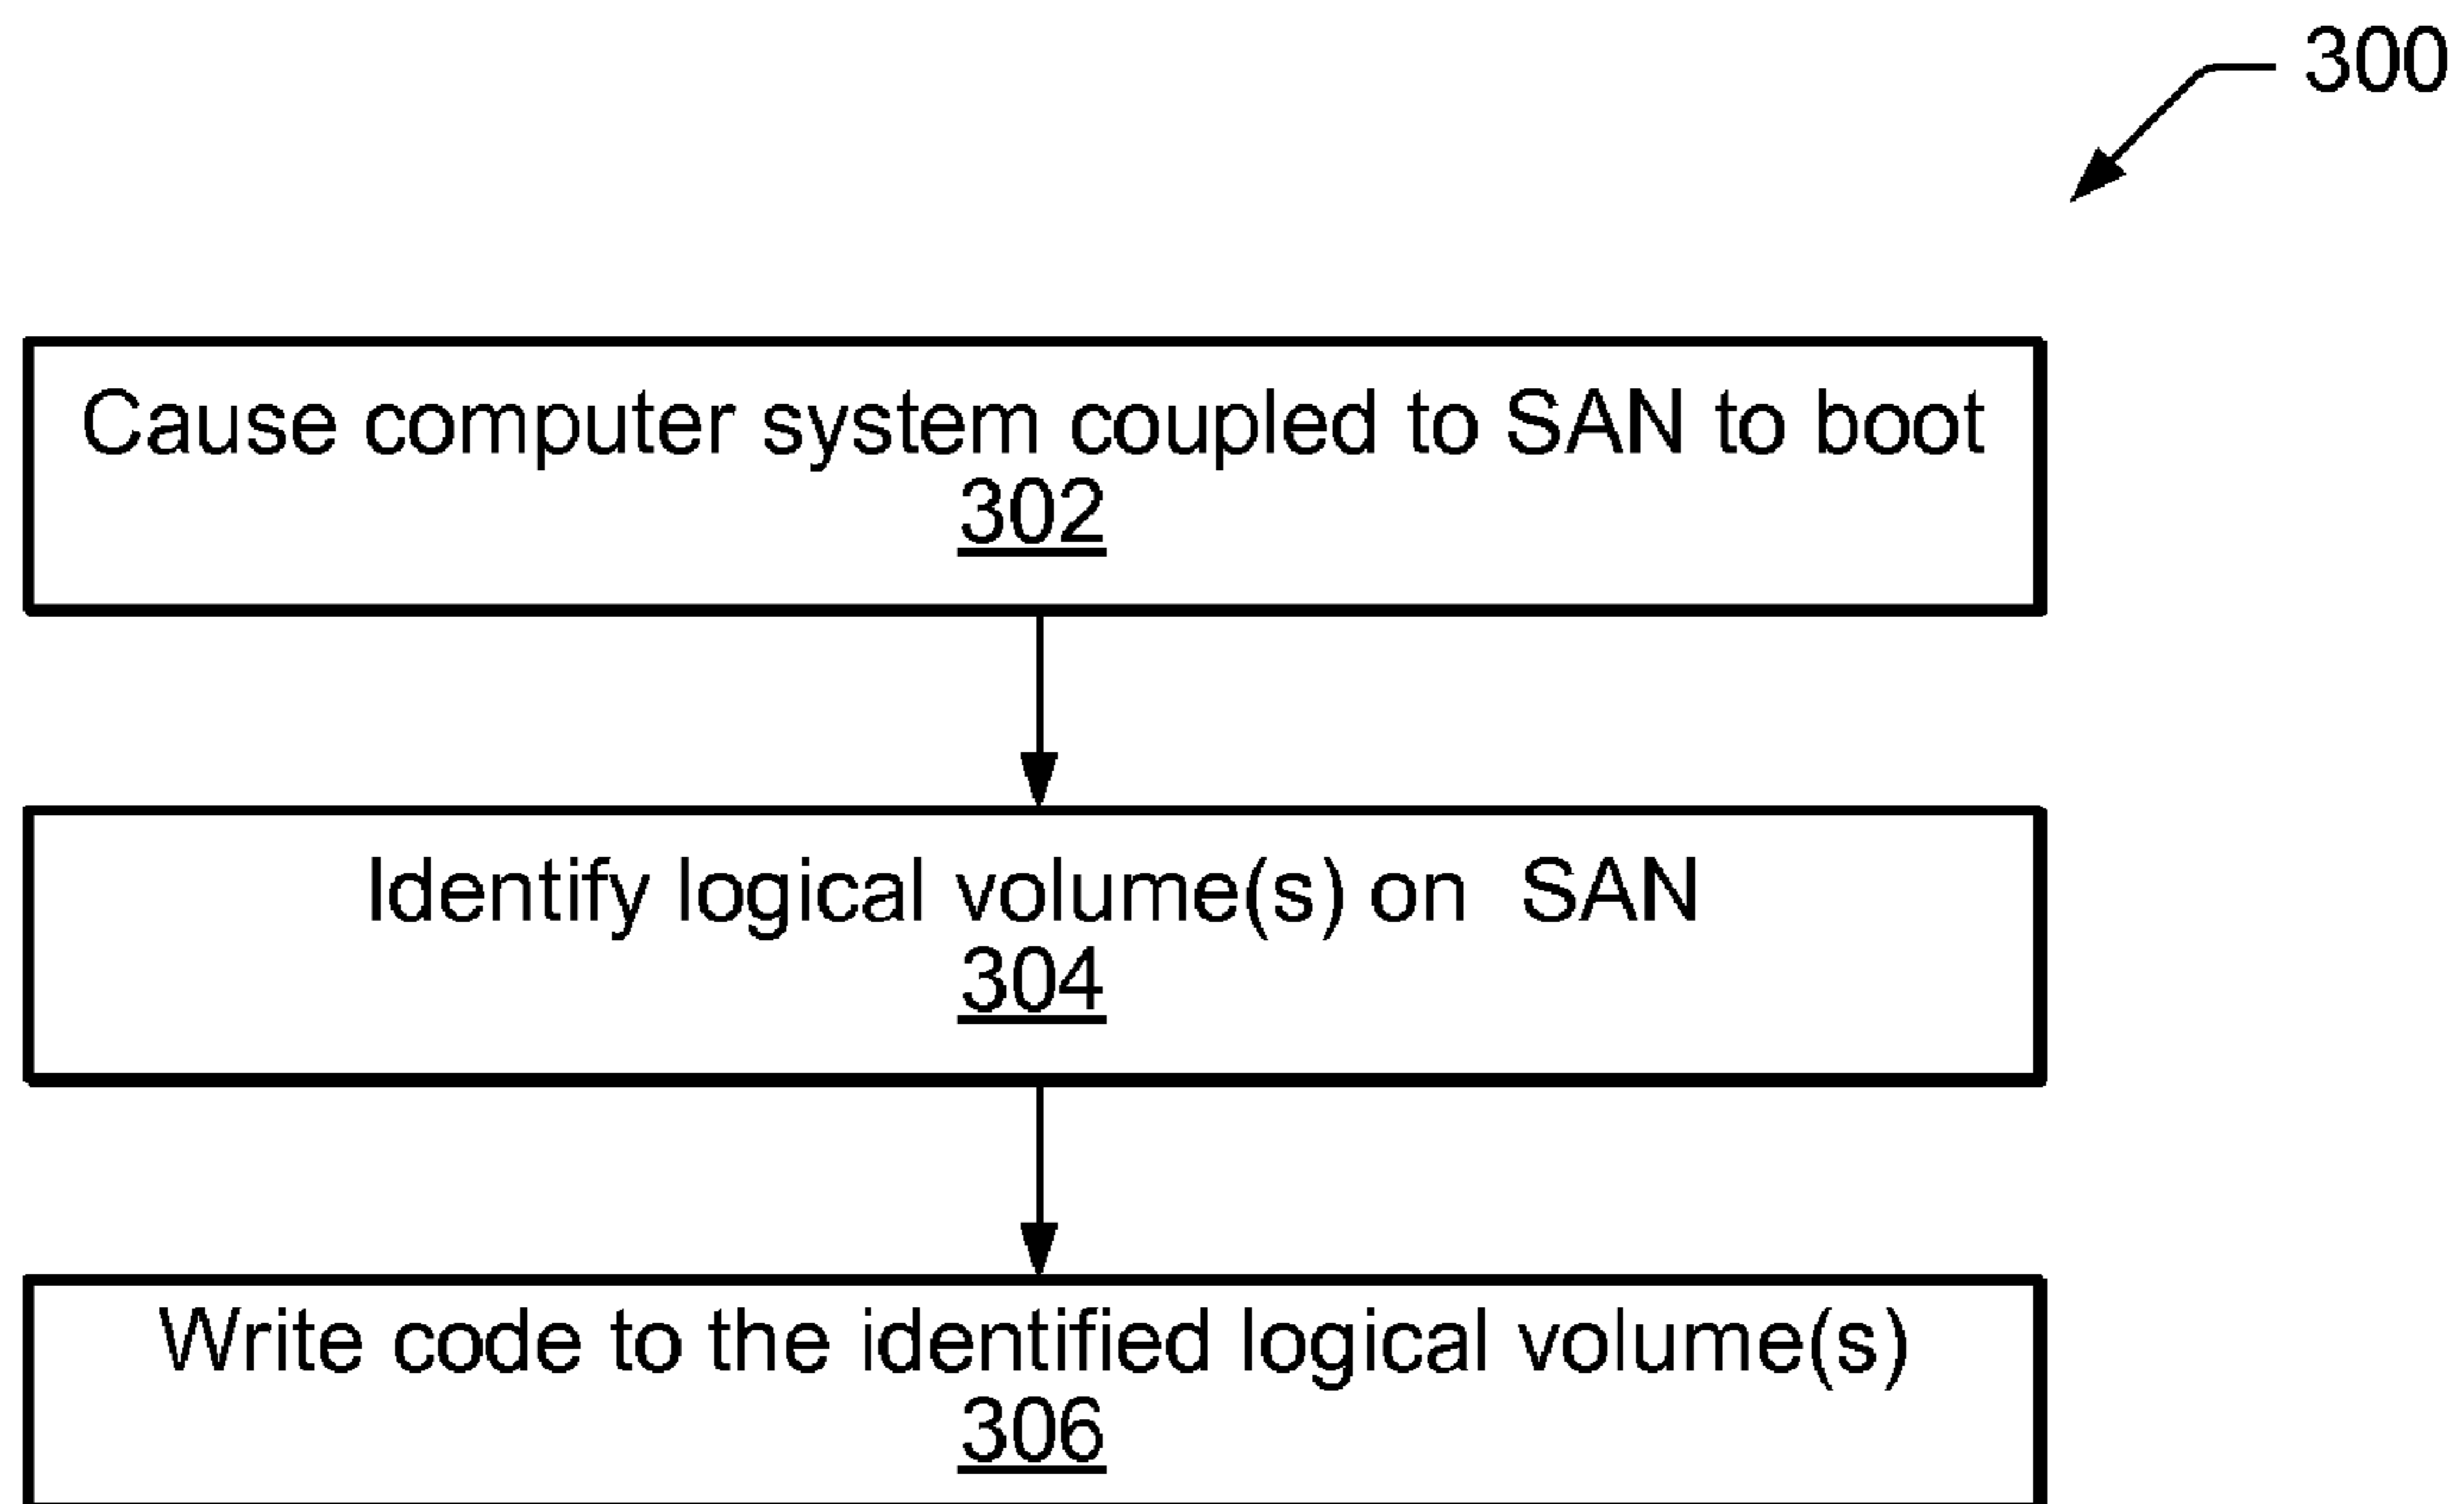 300
Cause computer system coupled to SAN to boot
302
Identify logical volume(s) on SAN
304
Write code to the identified logical volume(s)
306